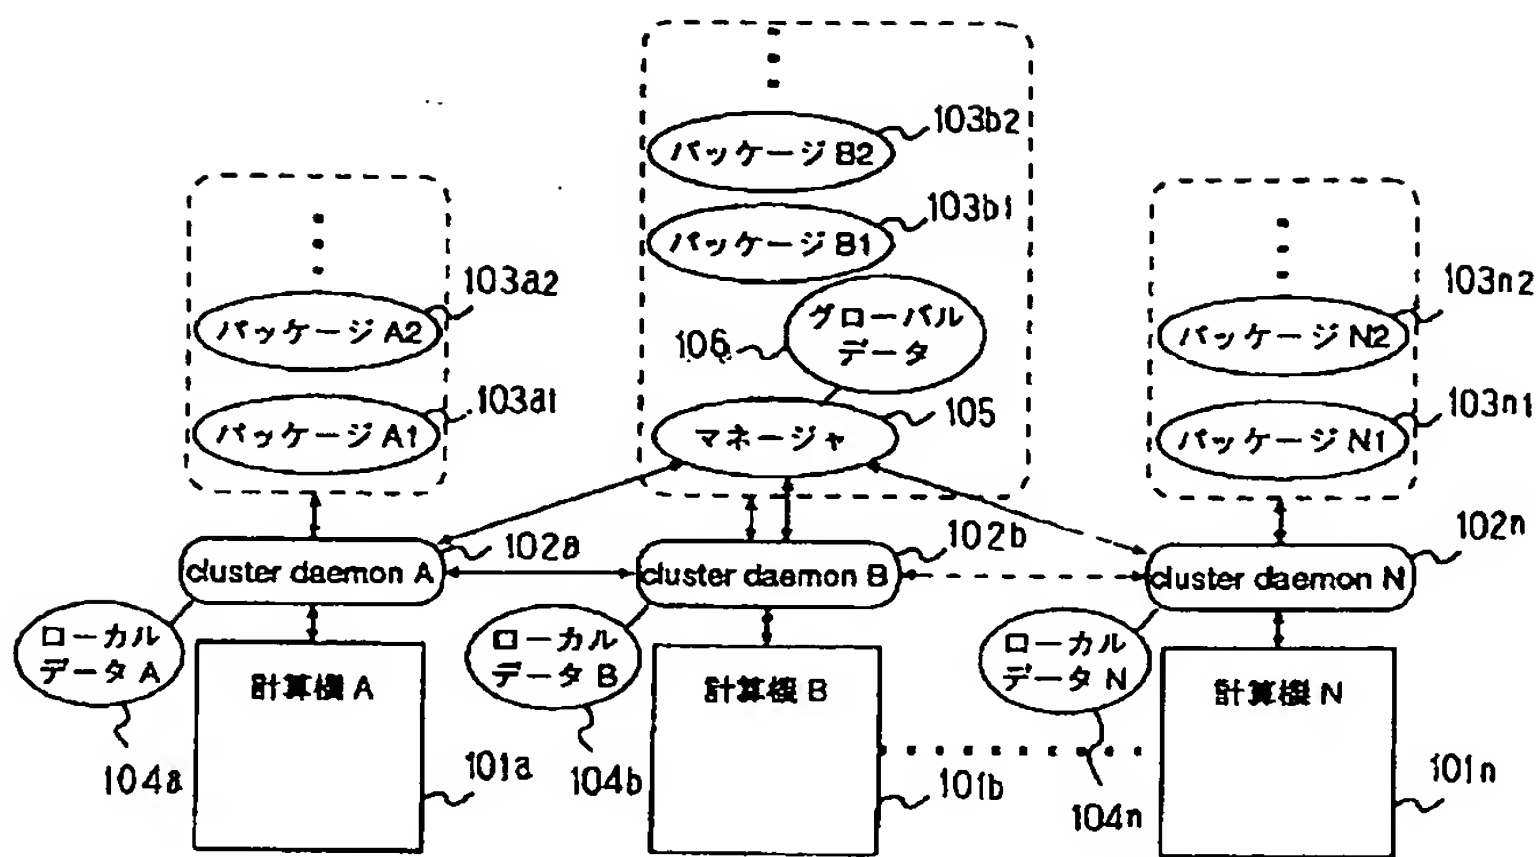 103b2
パッケージ B2
103b1
パッケージ B1
103a2
パッケージ A2
103a1
パッケージ A1
グローバル
データ
106
マネージャ
105
103n2
パッケージ N2
103n1
パッケージ N1
102a
cluster daemon A
102b
cluster daemon B
102n
cluster daemon N
ローカル
データ A
104a
計算機 A
101a
ローカル
データ B
104b
計算機 B
101b
ローカル
データ N
104n
計算機 N
101n